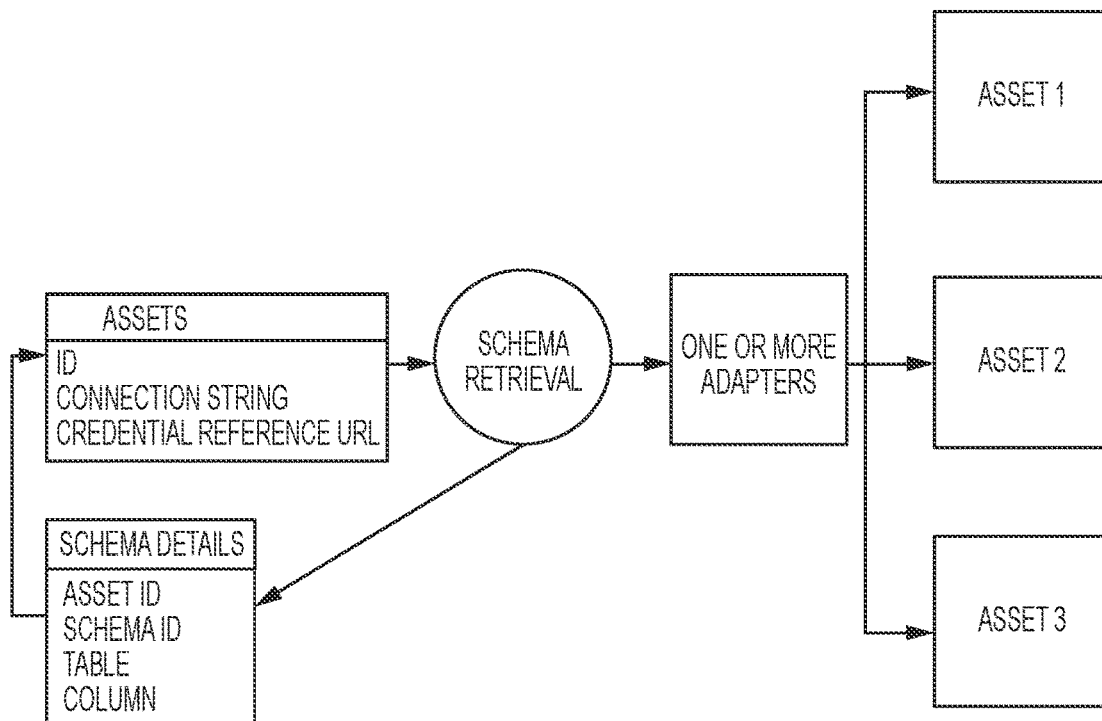 ASSETS
ID
CONNECTION STRING
CREDENTIAL REFERENCE URL
SCHEMA DETAILS
ASSET ID
SCHEMA ID
TABLE
COLUMN
SCHEMA
RETRIEVAL
ONE OR MORE
ADAPTERS
ASSET 1
ASSET 2
ASSET 3